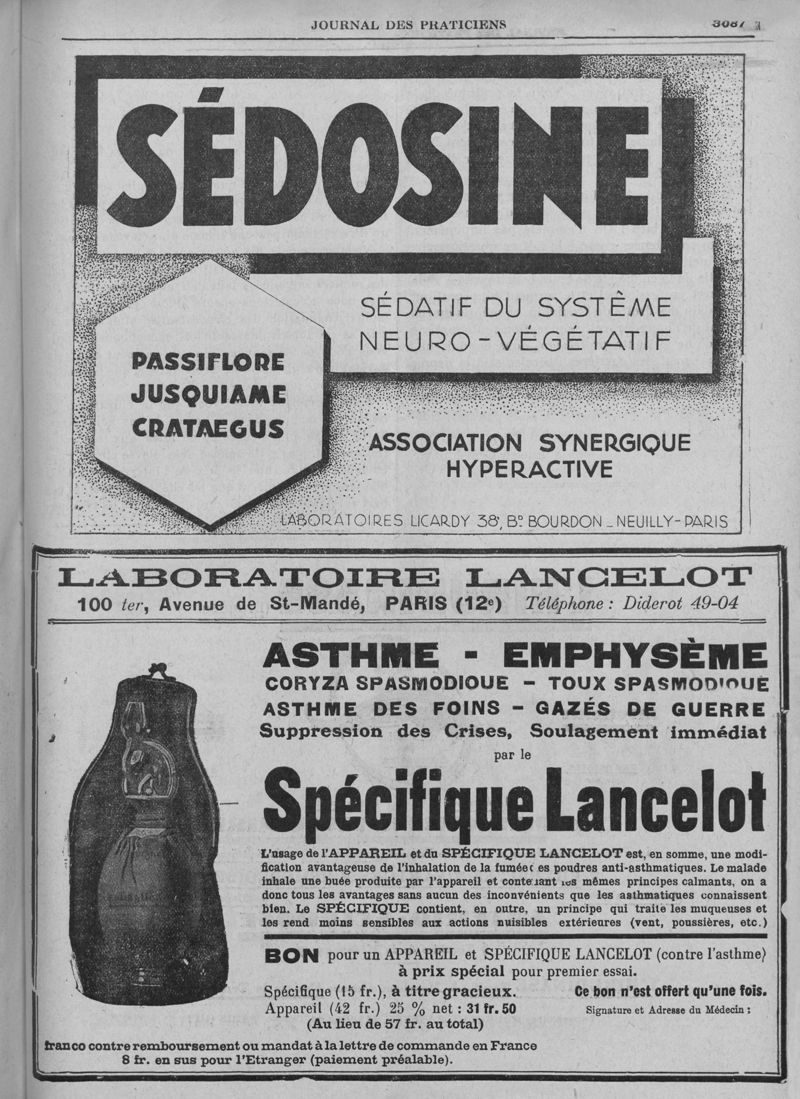 JOURNAL DES PRATICIENS 3087
SÉDOSINE
SÉDATIF DU SYSTÊME
NEURO-VÉGÉTATIF
PASSIFLORE
JUSQUIAME
CRATAEGUS
ASSOCIATION SYNERGIQUE
HYPERACTIVE
LABORATOIRES LICARDY 38, Bº BOURDON _ NEUILLY-PARIS
LABORATOIRE LANCELOT
100 ter, Avenue de St-Mandé, PARIS (12e) Téléphone : Diderot 49-04
ASTHME - EMPHYSÈME
CORYZA SPASMODIQUE - TOUX SPASMODIQUE
ASTHME DES FOINS - GAZÉS DE GUERRE
Suppression des Crises, Soulagement immédiat
par le
Spécifique Lancelot
L'usage de l'APPAREIL et du SPÉCIFIQUE LANCELOT est, en somme, une modi-
fication avantageuse de l'inhalation de la fumée des poudres anti-asthmatiques. Le malade
inhale une buée produite par l'appareil et contenant les mêmes principes calmants, on a
donc tous les avantages sans aucun des inconvénients que les asthmatiques connaissent
bien. Le SPÉCIFIQUE contient, en outre, un principe qui traite les muqueuses et
les rend moins sensibles aux actions nuisibles extérieures (vent, poussières, etc.)
BON pour un APPAREIL et SPÉCIFIQUE LANCELOT (contre l'asthme)
à prix spécial pour premier essai.
Spécifique (15 fr.), à titre gracieux. Ce bon n'est offert qu'une fois.
Appareil (42 fr.) 25 % net : 31 fr. 50 Signature et Adresse du Médecin :
(Au lieu de 57 fr. au total)
franco contre remboursement ou mandat à la lettre de commande en France
8 fr. en sus pour l'Etranger (paiement préalable).